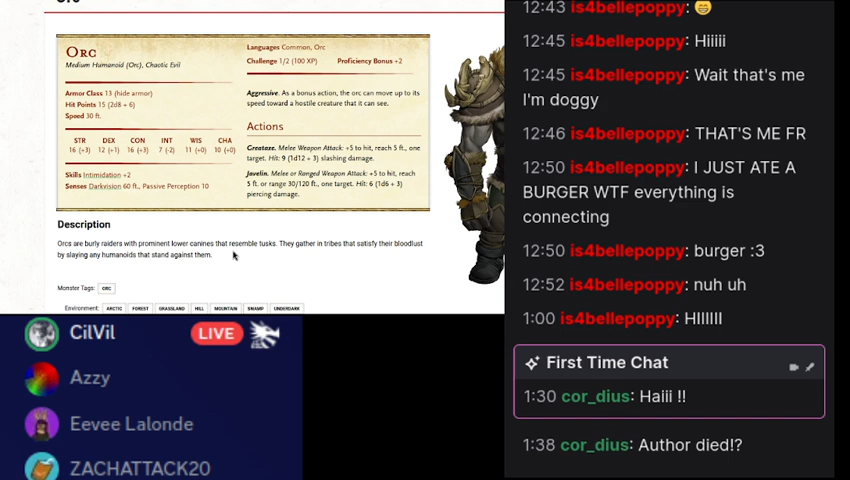 ORC
Medium Humanoid (Orc), Chaotic Evil
Armor Class 13 (hide armor)
Hit Points 15 (2d8 + 6)
Speed 30 ft.
STR DEX CON INT WIS CHA
16 (+3) 12 (+1) 16 (+3) 7 (-2) 11 (+0) 10 (+0)
Skills Intimidation +2
Senses Darkvision 60 ft., Passive Perception 10
Languages Common, Orc
Challenge 1/2 (100 XP) Proficiency Bonus +2
Aggressive. As a bonus action, the orc can move up to its
speed toward a hostile creature that it can see.
Actions
Greataxe. Melee Weapon Attack: +5 to hit, reach 5 ft., one
target. Hit: 9 (1d12 + 3) slashing damage.
Javelin. Melee or Ranged Weapon Attack: +5 to hit, reach
5 ft. or range 30/120 ft., one target. Hit: 6 (1d6 + 3)
piercing damage.
Description
Orcs are burly raiders with prominent lower canines that resemble tusks. They gather in tribes that satisfy their bloodlust
by slaying any humanoids that stand against them.
Monster Tags: ORC
Environment: ARCTIC FOREST GRASSLAND HILL MOUNTAIN SWAMP UNDERDARK
CilVil LIVE
Azzy
Eevee Lalonde
ZACHATTACK20
12:43 is4bellepoppy: 😁
12:45 is4bellepoppy: Hiiiii
12:45 is4bellepoppy: Wait that's me
I'm doggy
12:46 is4bellepoppy: THAT'S ME FR
12:50 is4bellepoppy: I JUST ATE A
BURGER WTF everything is
connecting
12:50 is4bellepoppy: burger :3
12:52 is4bellepoppy: nuh uh
1:00 is4bellepoppy: HIIIIII
First Time Chat
1:30 cor_dius: Haiii !!
1:38 cor_dius: Author died!?